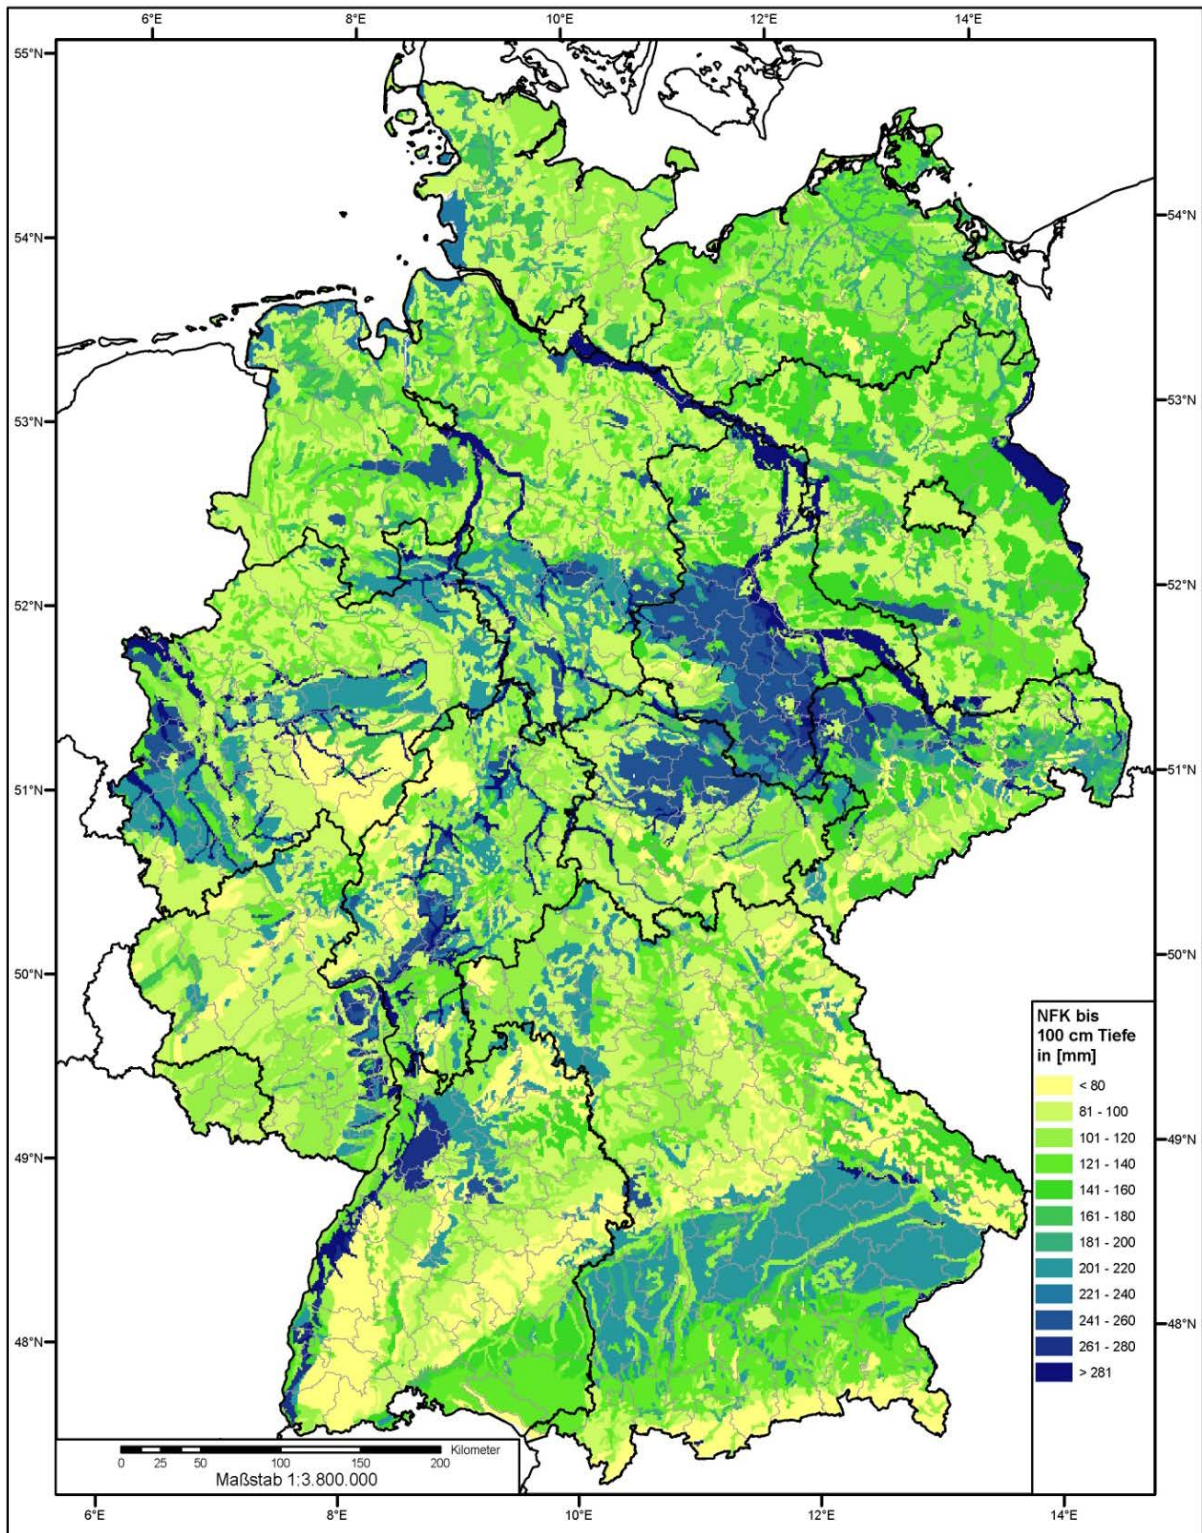 6°E 8°E 10°E 12°E 14°E
55°N
54°N 54°N
53°N 53°N
52°N 52°N
51°N 51°N
50°N 50°N
NFK bis
100 cm Tiefe
in [mm]
< 80
81 - 100
49°N 101 - 120 49°N
121 - 140
141 - 160
161 - 180
181 - 200
201 - 220
221 - 240
48°N 241 - 260 48°N
261 - 280
> 281
Kilometer
0 25 50 100 150 200
Maßstab 1:3.800.000
6°E 8°E 10°E 12°E 14°E